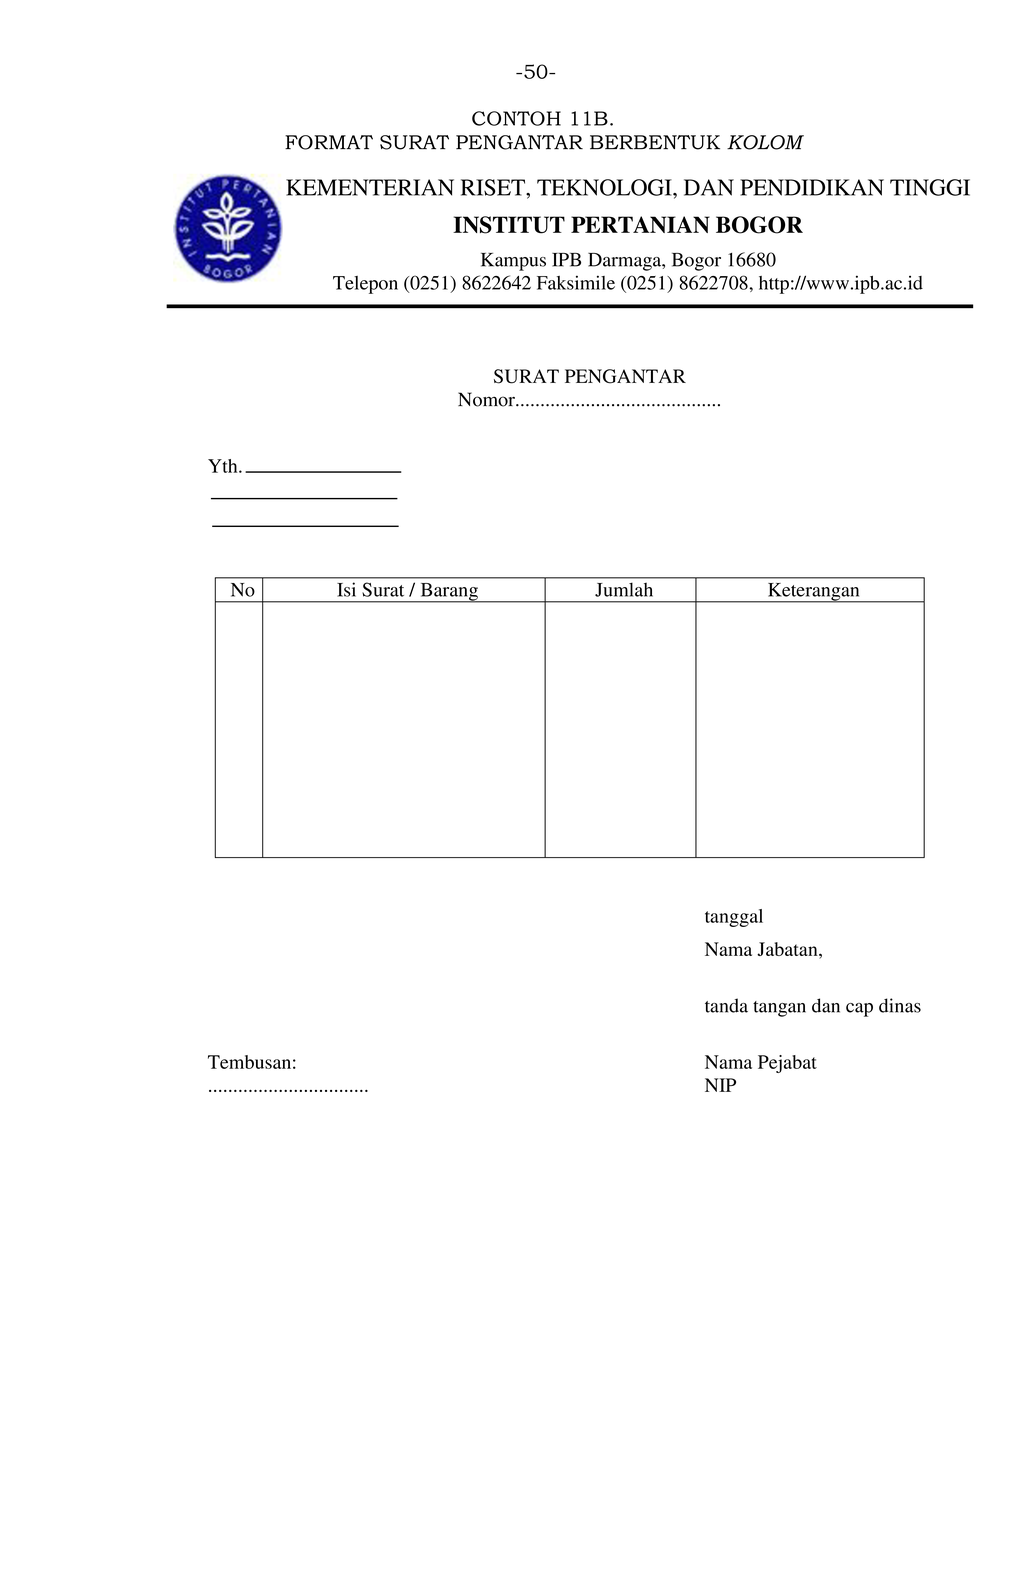 -50-
CONTOH 11B.
FORMAT SURAT PENGANTAR BERBENTUK KOLOM
INSTITUT PERTANIAN
BOGOR
KEMENTERIAN RISET, TEKNOLOGI, DAN PENDIDIKAN TINGGI
INSTITUT PERTANIAN BOGOR
Kampus IPB Darmaga, Bogor 16680
Telepon (0251) 8622642 Faksimile (0251) 8622708, http://www.ipb.ac.id
SURAT PENGANTAR
Nomor.........................................
Yth.
No Isi Surat / Barang Jumlah Keterangan
tanggal
Nama Jabatan,
tanda tangan dan cap dinas
Tembusan: Nama Pejabat
................................ NIP